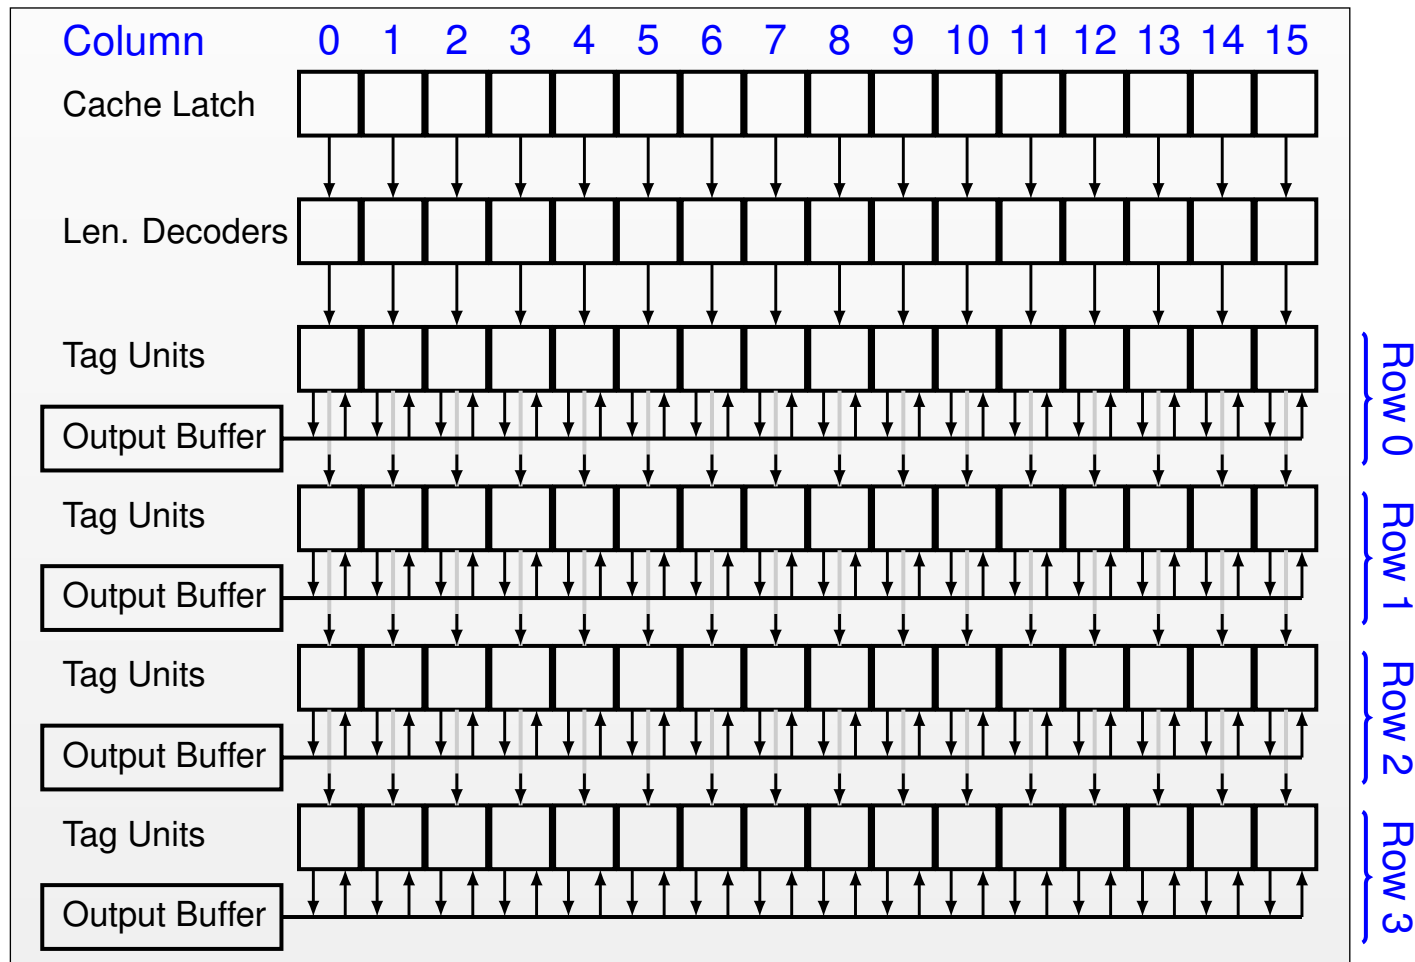 Column 0 1 2 3 4 5 6 7 8 9 10 11 12 13 14 15
Cache Latch
Len. Decoders
Tag Units
Output Buffer
Row 0
Tag Units
Output Buffer
Row 1
Tag Units
Output Buffer
Row 2
Tag Units
Output Buffer
Row 3